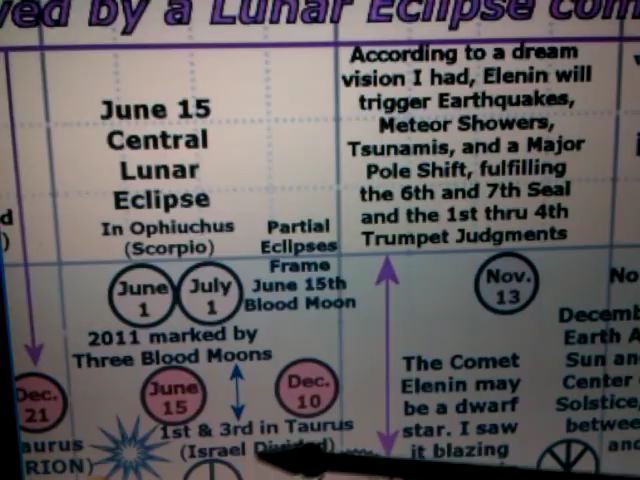 ved by a Lunar Eclipse com
June 15
Central
Lunar
Eclipse
In Ophiuchus
(Scorpio)
Partial
Eclipses
Frame
June 15th
Blood Moon
According to a dream
vision I had, Elenin will
trigger Earthquakes,
Meteor Showers,
Tsunamis, and a Major
Pole Shift, fulfilling
the 6th and 7th Seal
and the 1st thru 4th
Trumpet Judgments
d
)
June
1
July
1
2011 marked by
Three Blood Moons
Dec.
21
June
15
Dec.
10
1st & 3rd in Taurus
(Israel Divided)
aurus
RION)
Nov.
13
The Comet
Elenin may
be a dwarf
star. I saw
it blazing
No
Decemb
Earth A
Sun an
Center
Solstice,
betwee
and